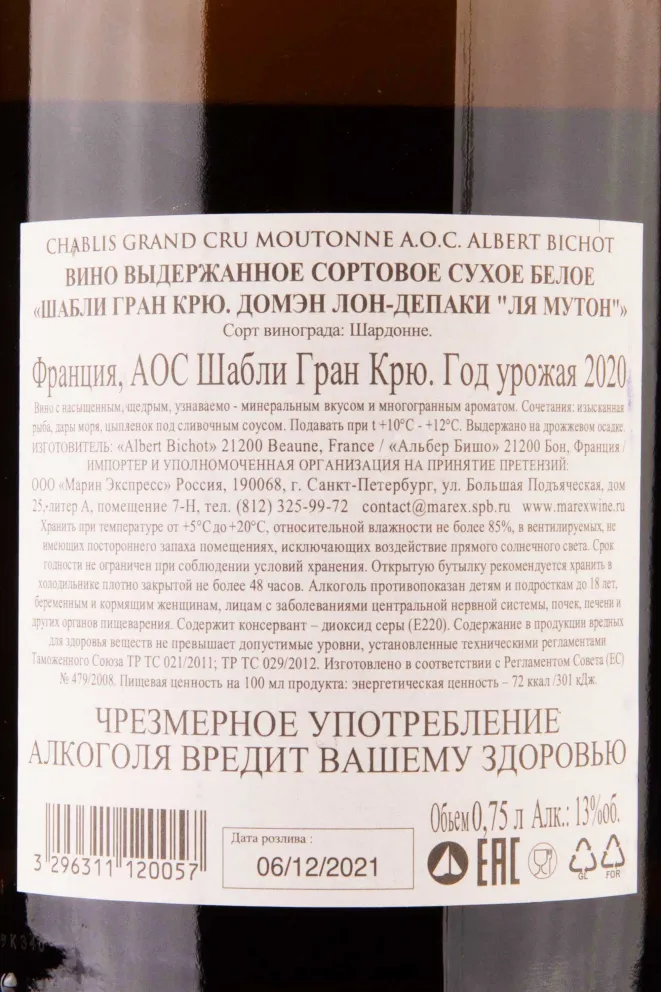 CHABLIS GRAND CRU MOUTONNE A.O.C. ALBERT BICHOT
ВИНО ВЫДЕРЖАННОЕ СОРТОВОЕ СУХОЕ БЕЛОЕ
«ШАБЛИ ГРАН КРЮ. ДОМЭН ЛОН-ДЕПАКИ "ЛЯ МУТОН"»
Сорт винограда: Шардонне.
Франция, АОС Шабли Гран Крю. Год урожая 2020
Вино с насыщенным, щедрым, узнаваемо - минеральным вкусом и многогранным ароматом. Сочетания: изысканная
рыба, дары моря, цыпленок под сливочным соусом. Подавать при t +10°C - +12°C. Выдержано на дрожжевом осадке.
ИЗГОТОВИТЕЛЬ: «Albert Bichot» 21200 Beaune, France / «Альбер Бишо» 21200 Бон, Франция /
ИМПОРТЕР И УПОЛНОМОЧЕННАЯ ОРГАНИЗАЦИЯ НА ПРИНЯТИЕ ПРЕТЕНЗИЙ:
ООО «Марин Экспресс» Россия, 190068, г. Санкт-Петербург, ул. Большая Подъяческая, дом
25, литер А, помещение 7-Н, тел. (812) 325-99-72 contact@marex.spb.ru www.marexwine.ru
Хранить при температуре от +5°C до +20°C, относительной влажности не более 85%, в вентилируемых, не
имеющих постороннего запаха помещениях, исключающих воздействие прямого солнечного света. Срок
годности не ограничен при соблюдении условий хранения. Открытую бутылку рекомендуется хранить в
холодильнике плотно закрытой не более 48 часов. Алкоголь противопоказан детям и подросткам до 18 лет,
беременным и кормящим женщинам, лицам с заболеваниями центральной нервной системы, почек, печени и
других органов пищеварения. Содержит консервант – диоксид серы (Е220). Содержание в продукции вредных
для здоровья веществ не превышает допустимые уровни, установленные техническими регламентами
Таможенного Союза ТР ТС 021/2011; ТР ТС 029/2012. Изготовлено в соответствии с Регламентом Совета (ЕС)
№ 479/2008. Пищевая ценность на 100 мл продукта: энергетическая ценность – 72 ккал /301 кДж.
ЧРЕЗМЕРНОЕ УПОТРЕБЛЕНИЕ
АЛКОГОЛЯ ВРЕДИТ ВАШЕМУ ЗДОРОВЬЮ
Обьем 0,75 л Алк.: 13%об.
3 296311 120057
Дата розлива :
06/12/2021
ЕАС
GL
FOR